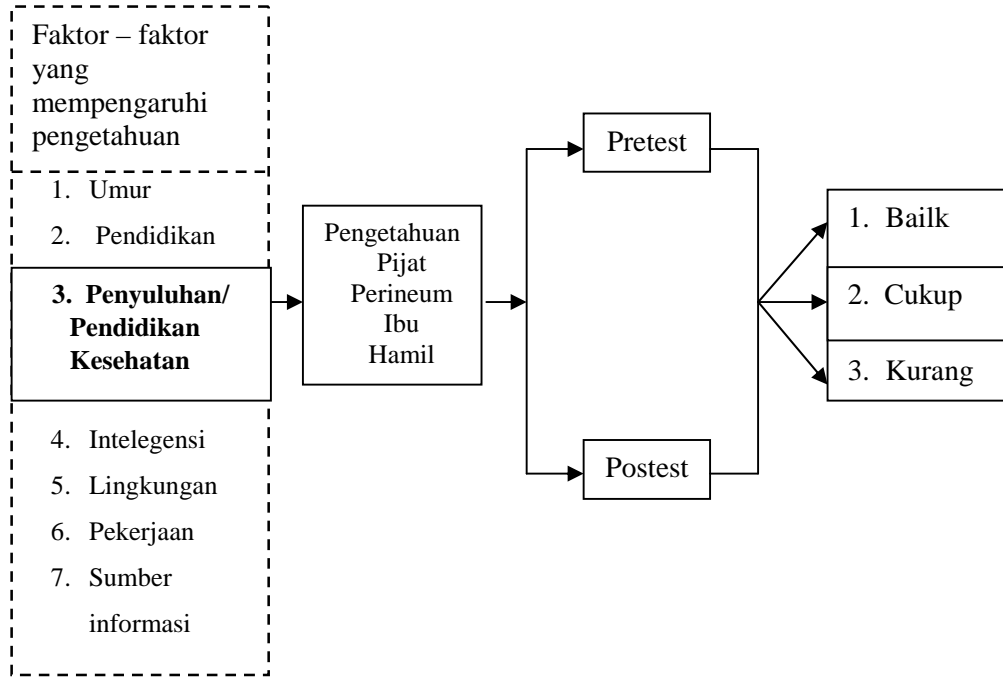 Faktor – faktor
yang
mempengaruhi
pengetahuan
1. Umur
2. Pendidikan
3. Penyuluhan/
Pendidikan
Kesehatan
4. Intelegensi
5. Lingkungan
6. Pekerjaan
7. Sumber
informasi
Pengetahuan
Pijat
Perineum
Ibu
Hamil
Pretest
Postest
1. Bailk
2. Cukup
3. Kurang